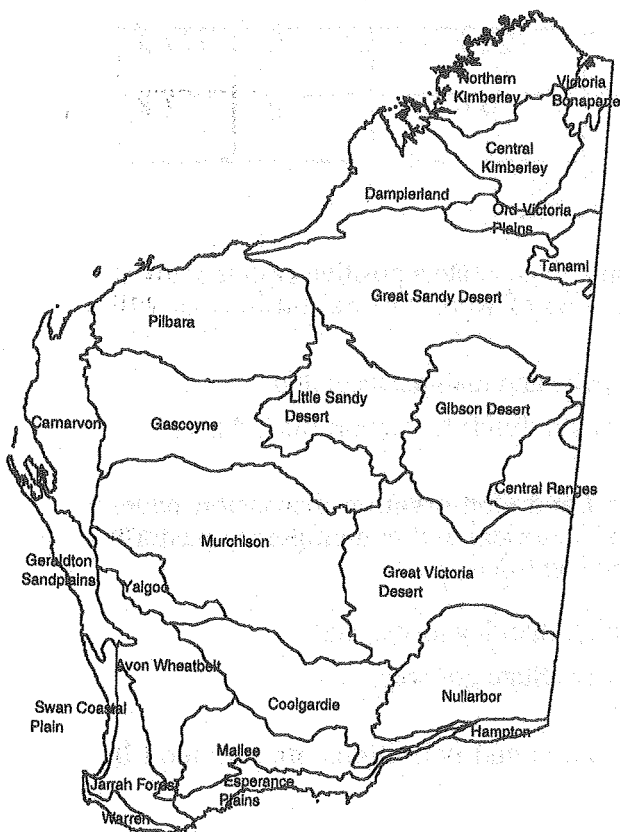 Northern
Kimberley
Victoria
Bonaparte
Central
Kimberley
Dampierland
Ord-Victoria
Plains
Tanami
Great Sandy Desert
Pilbara
Little Sandy
Desert
Gibson Desert
Carnarvon
Gascoyne
Central Ranges
Murchison
Geraldton
Sandplains
Yalgoo
Great Victoria
Desert
Avon Wheatbelt
Swan Coastal
Plain
Coolgardie
Nullarbor
Hampton
Mallee
Jarrah Forest
Esperance
Plains
Warren